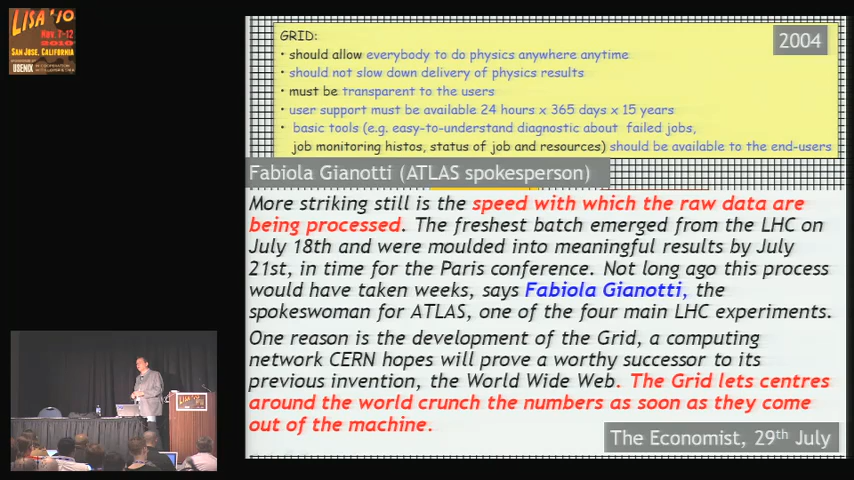 LISA '10
Nov. 7-12
2010
SAN JOSE, CALIFORNIA
USENIX
GRID:
2004
• should allow everybody to do physics anywhere anytime
• should not slow down delivery of physics results
• must be transparent to the users
• user support must be available 24 hours x 365 days x 15 years
• basic tools (e.g. easy-to-understand diagnostic about failed jobs,
job monitoring histos, status of job and resources) should be available to the end-users
Fabiola Gianotti (ATLAS spokesperson)
More striking still is the speed with which the raw data are
being processed. The freshest batch emerged from the LHC on
July 18th and were moulded into meaningful results by July
21st, in time for the Paris conference. Not long ago this process
would have taken weeks, says Fabiola Gianotti, the
spokeswoman for ATLAS, one of the four main LHC experiments.
One reason is the development of the Grid, a computing
network CERN hopes will prove a worthy successor to its
previous invention, the World Wide Web. The Grid lets centres
around the world crunch the numbers as soon as they come
out of the machine.
The Economist, 29th July